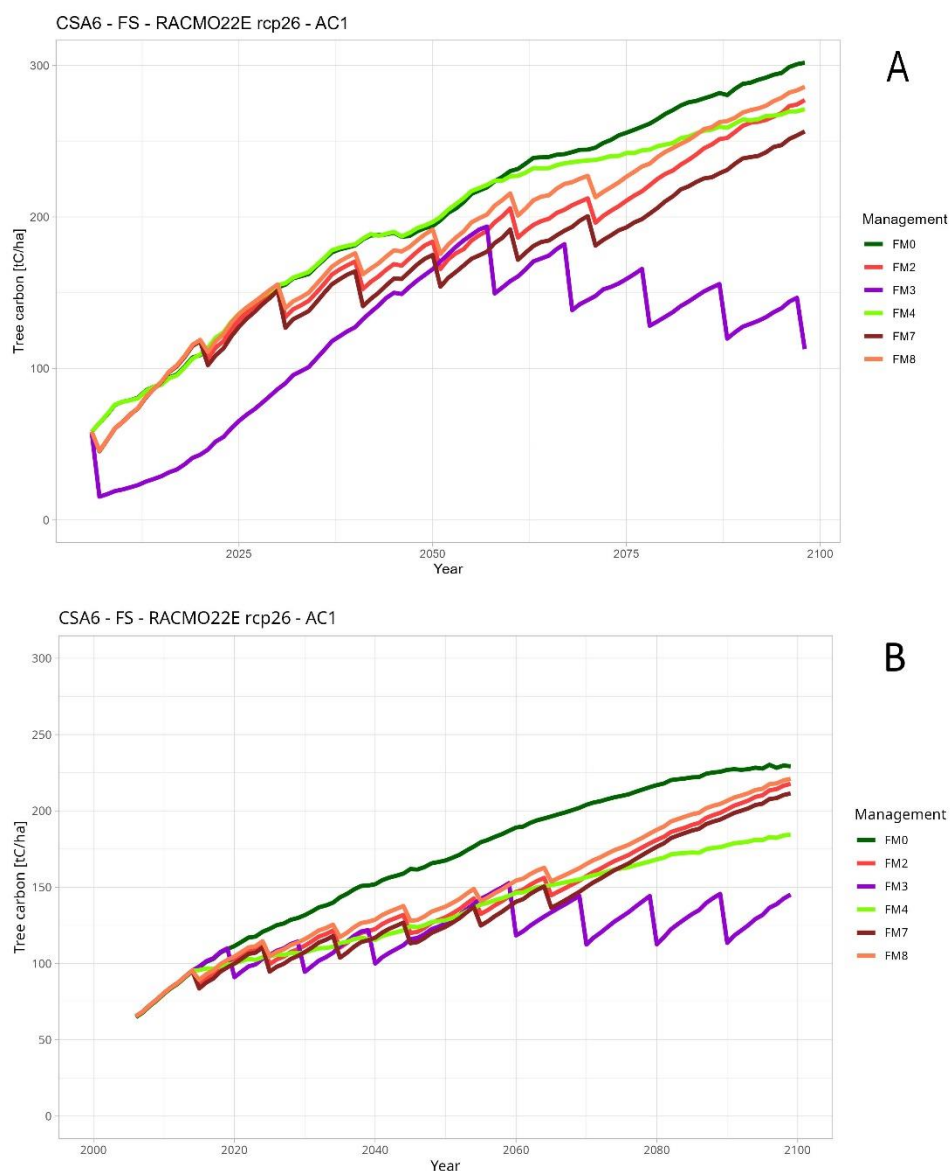 CSA6 - FS - RACMO22E rcp26 - AC1
A
300
200
100
0
Tree carbon [tC/ha]
2025
2050
2075
2100
Year
Management
FM0
FM2
FM3
FM4
FM7
FM8
CSA6 - FS - RACMO22E rcp26 - AC1
B
300
250
200
150
100
50
0
Tree carbon [tC/ha]
2000
2020
2040
2060
2080
2100
Year
Management
FM0
FM2
FM3
FM4
FM7
FM8